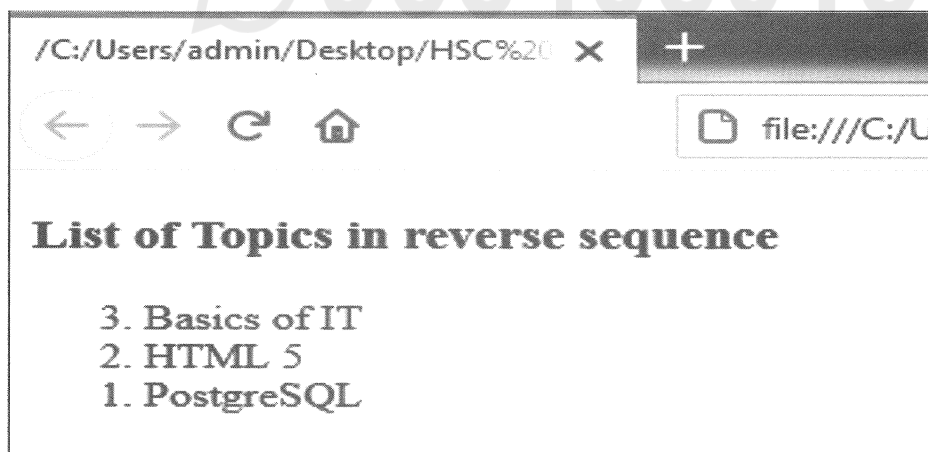 /C:/Users/admin/Desktop/HSC%20
file:///C:/U
List of Topics in reverse sequence
3. Basics of IT
2. HTML 5
1. PostgreSQL